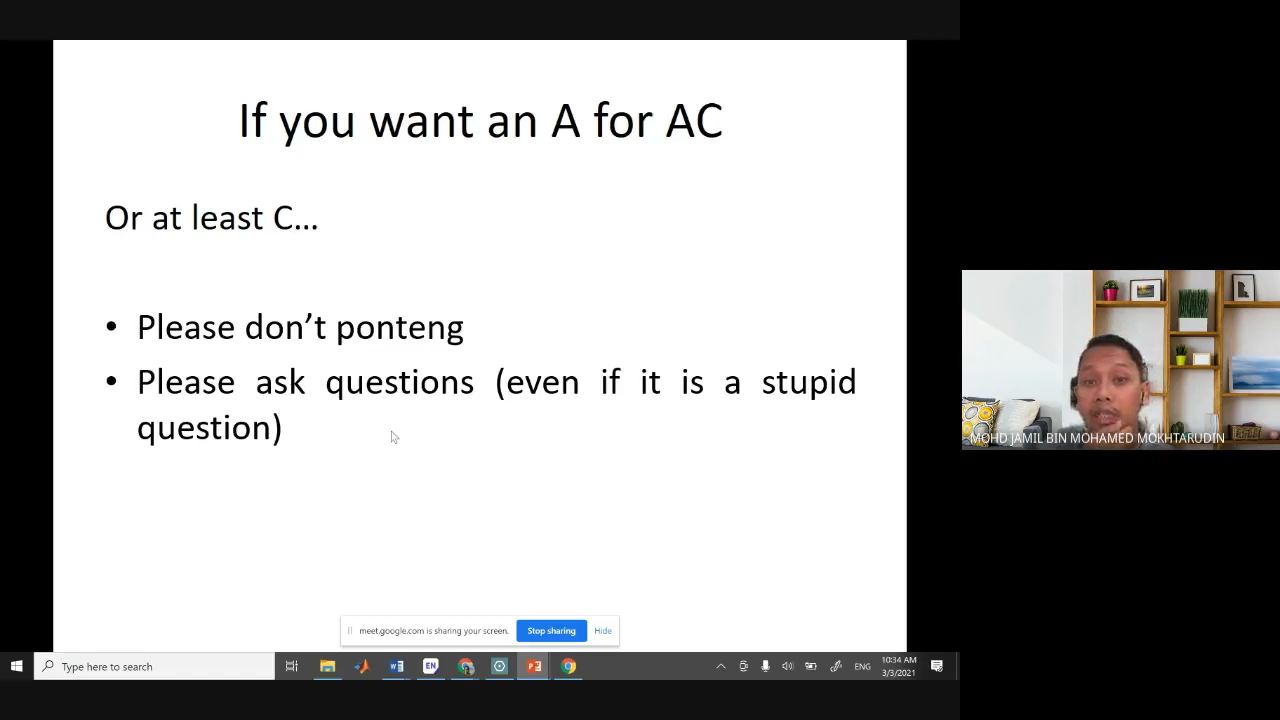 If you want an A for AC
Or at least C...
• Please don’t ponteng
• Please ask questions (even if it is a stupid
question)
MOHD JAMIL BIN MOHAMED MOKHTARUDIN
meet.google.com is sharing your screen.
Stop sharing
Hide
Type here to search
EN
ENG
10:34 AM
3/3/2021